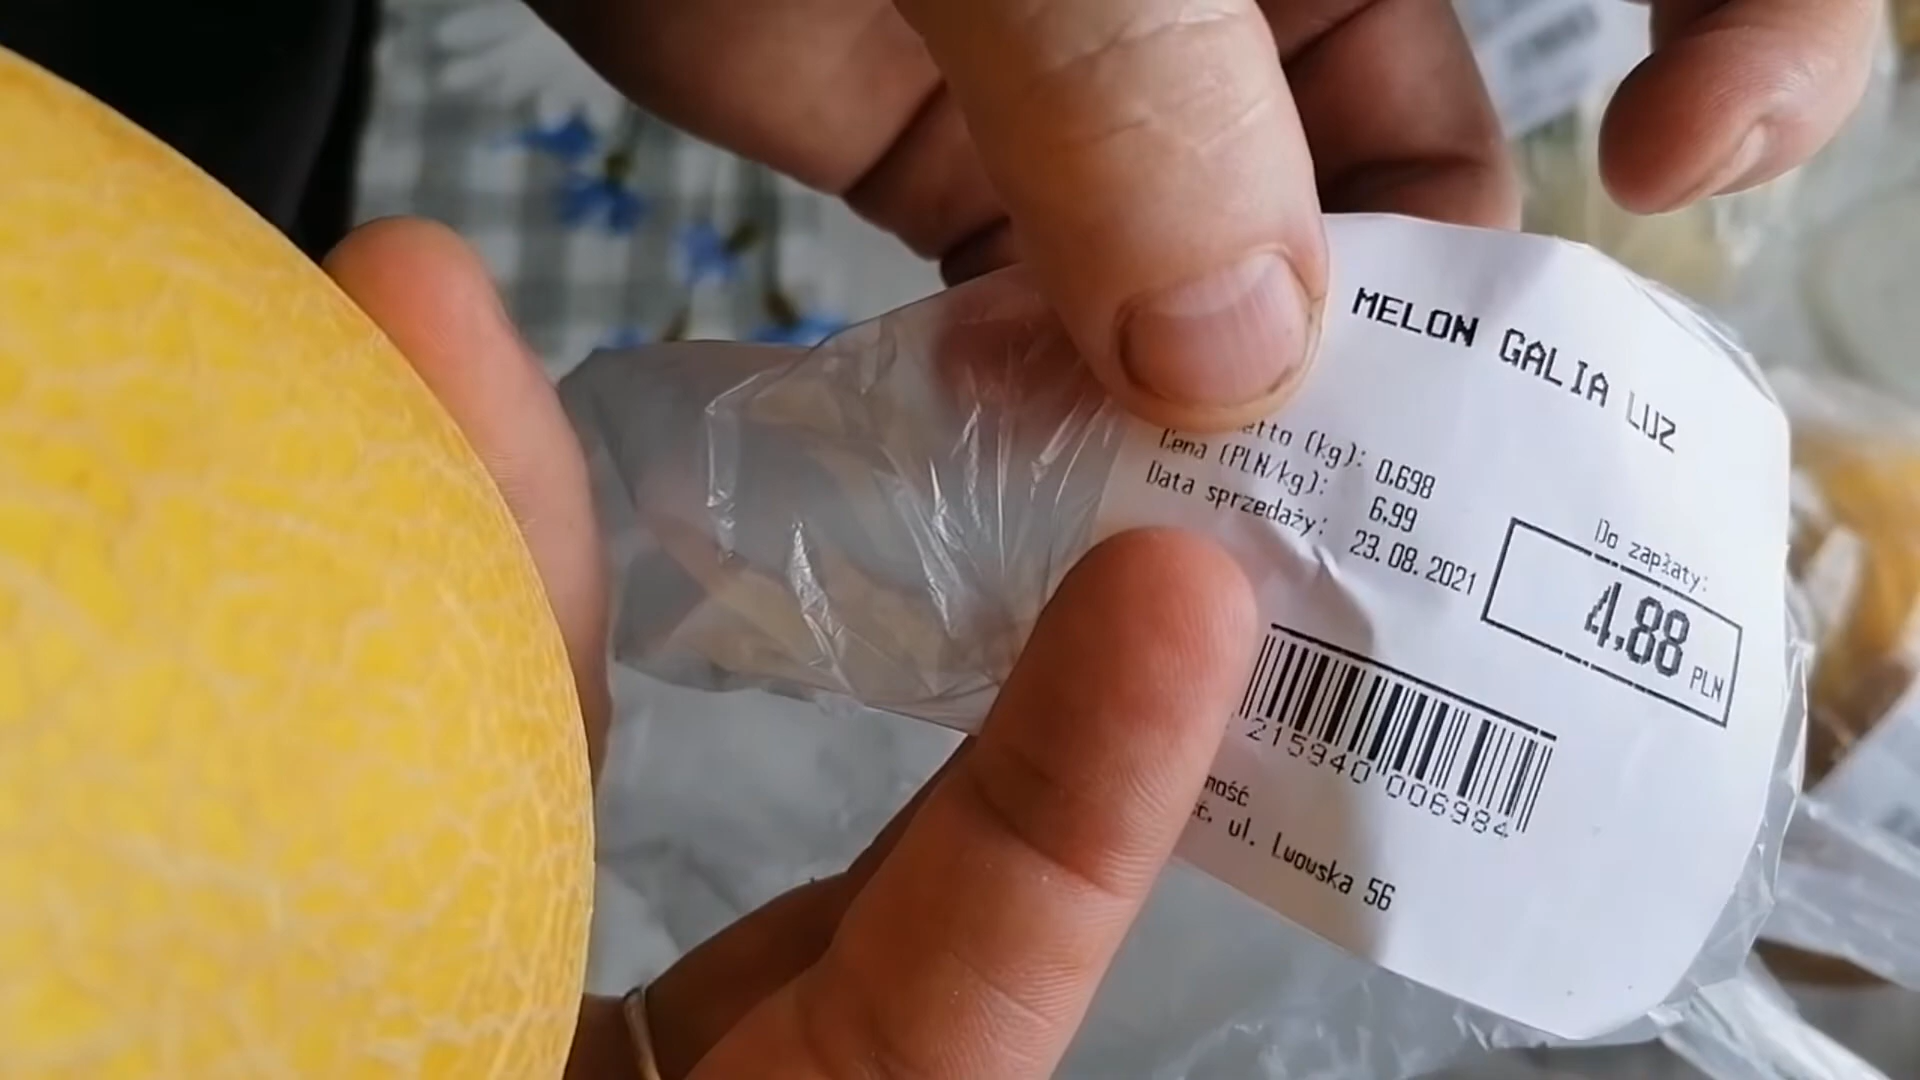 MELON GALIA LUZ
etto (kg): 0,698
Cena (PLN/kg): 6,99
Data sprzedaży: 23.08.2021
Do zapłaty:
4,88 PLN
215940 006984
ność
ść. ul. Lwowska 56